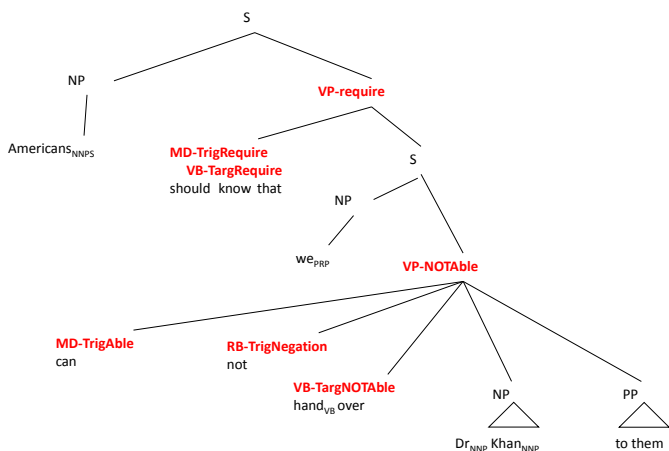 S
NP
VP-require
Americans NNPS
MD-TrigRequire
VB-TargRequire
should know that
S
NP
we PRP
VP-NOTAble
MD-TrigAble
can
RB-TrigNegation
not
VB-TargNOTAble
hand VB over
NP
Dr NNP Khan NNP
PP
to them